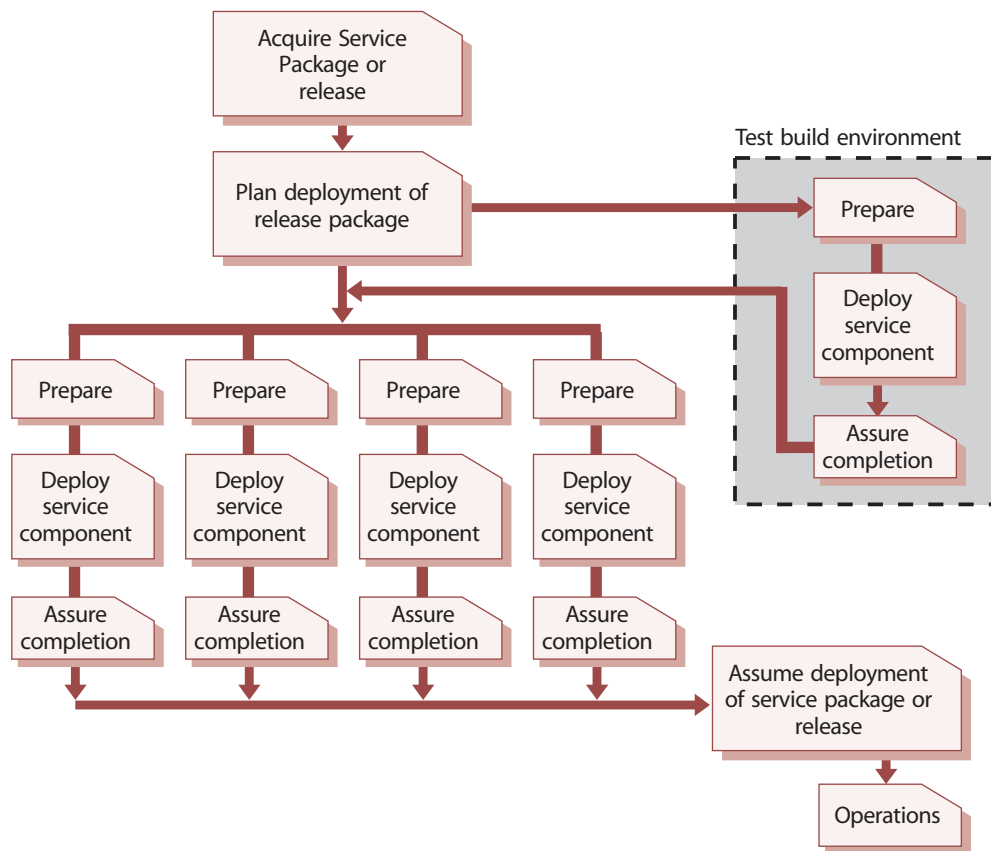 Acquire Service
Package or
release
Plan deployment of
release package
Test build environment
Prepare
Deploy
service
component
Assure
completion
Prepare
Prepare
Prepare
Prepare
Deploy
service
component
Deploy
service
component
Deploy
service
component
Deploy
service
component
Assure
completion
Assure
completion
Assure
completion
Assure
completion
Assume deployment
of service package or
release
Operations